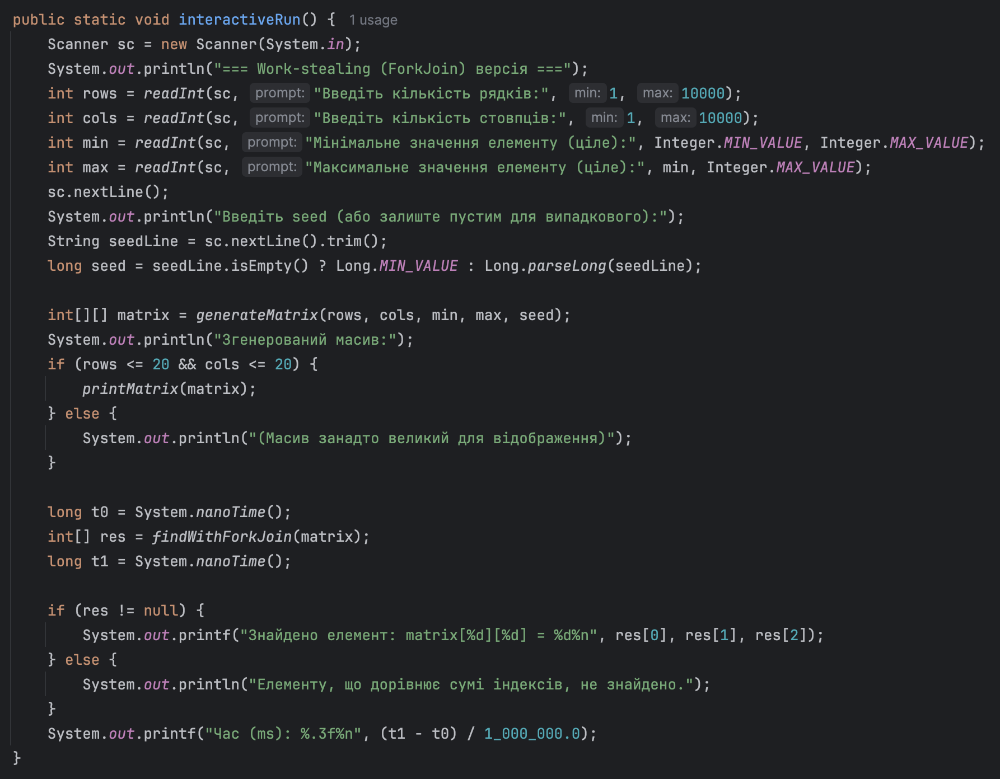 public static void interactiveRun() { 1 usage
    Scanner sc = new Scanner(System.in);
    System.out.println("=== Work-stealing (ForkJoin) версія ===");
    int rows = readInt(sc, prompt: "Введіть кількість рядків:", min: 1, max: 10000);
    int cols = readInt(sc, prompt: "Введіть кількість стовпців:", min: 1, max: 10000);
    int min = readInt(sc, prompt: "Мінімальне значення елементу (ціле):", Integer.MIN_VALUE, Integer.MAX_VALUE);
    int max = readInt(sc, prompt: "Максимальне значення елементу (ціле):", min, Integer.MAX_VALUE);
    sc.nextLine();
    System.out.println("Введіть seed (або залиште пустим для випадкового):");
    String seedLine = sc.nextLine().trim();
    long seed = seedLine.isEmpty() ? Long.MIN_VALUE : Long.parseLong(seedLine);

    int[][] matrix = generateMatrix(rows, cols, min, max, seed);
    System.out.println("Згенерований масив:");
    if (rows <= 20 && cols <= 20) {
        printMatrix(matrix);
    } else {
        System.out.println("(Масив занадто великий для відображення)");
    }

    long t0 = System.nanoTime();
    int[] res = findWithForkJoin(matrix);
    long t1 = System.nanoTime();

    if (res != null) {
        System.out.printf("Знайдено елемент: matrix[%d][%d] = %d%n", res[0], res[1], res[2]);
    } else {
        System.out.println("Елементу, що дорівнює сумі індексів, не знайдено.");
    }
    System.out.printf("Час (ms): %.3f%n", (t1 - t0) / 1_000_000.0);
}